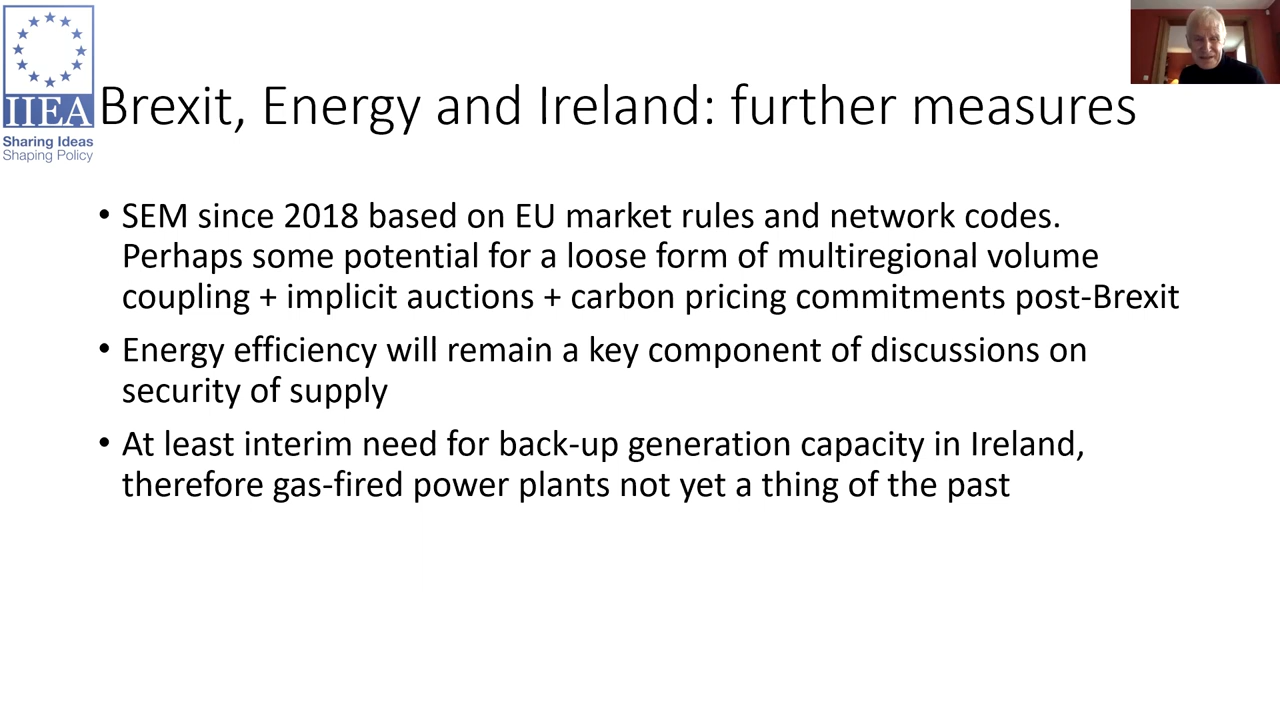 IIEA
Sharing Ideas
Shaping Policy
Brexit, Energy and Ireland: further measures
• SEM since 2018 based on EU market rules and network codes.
Perhaps some potential for a loose form of multiregional volume
coupling + implicit auctions + carbon pricing commitments post-Brexit
• Energy efficiency will remain a key component of discussions on
security of supply
• At least interim need for back-up generation capacity in Ireland,
therefore gas-fired power plants not yet a thing of the past